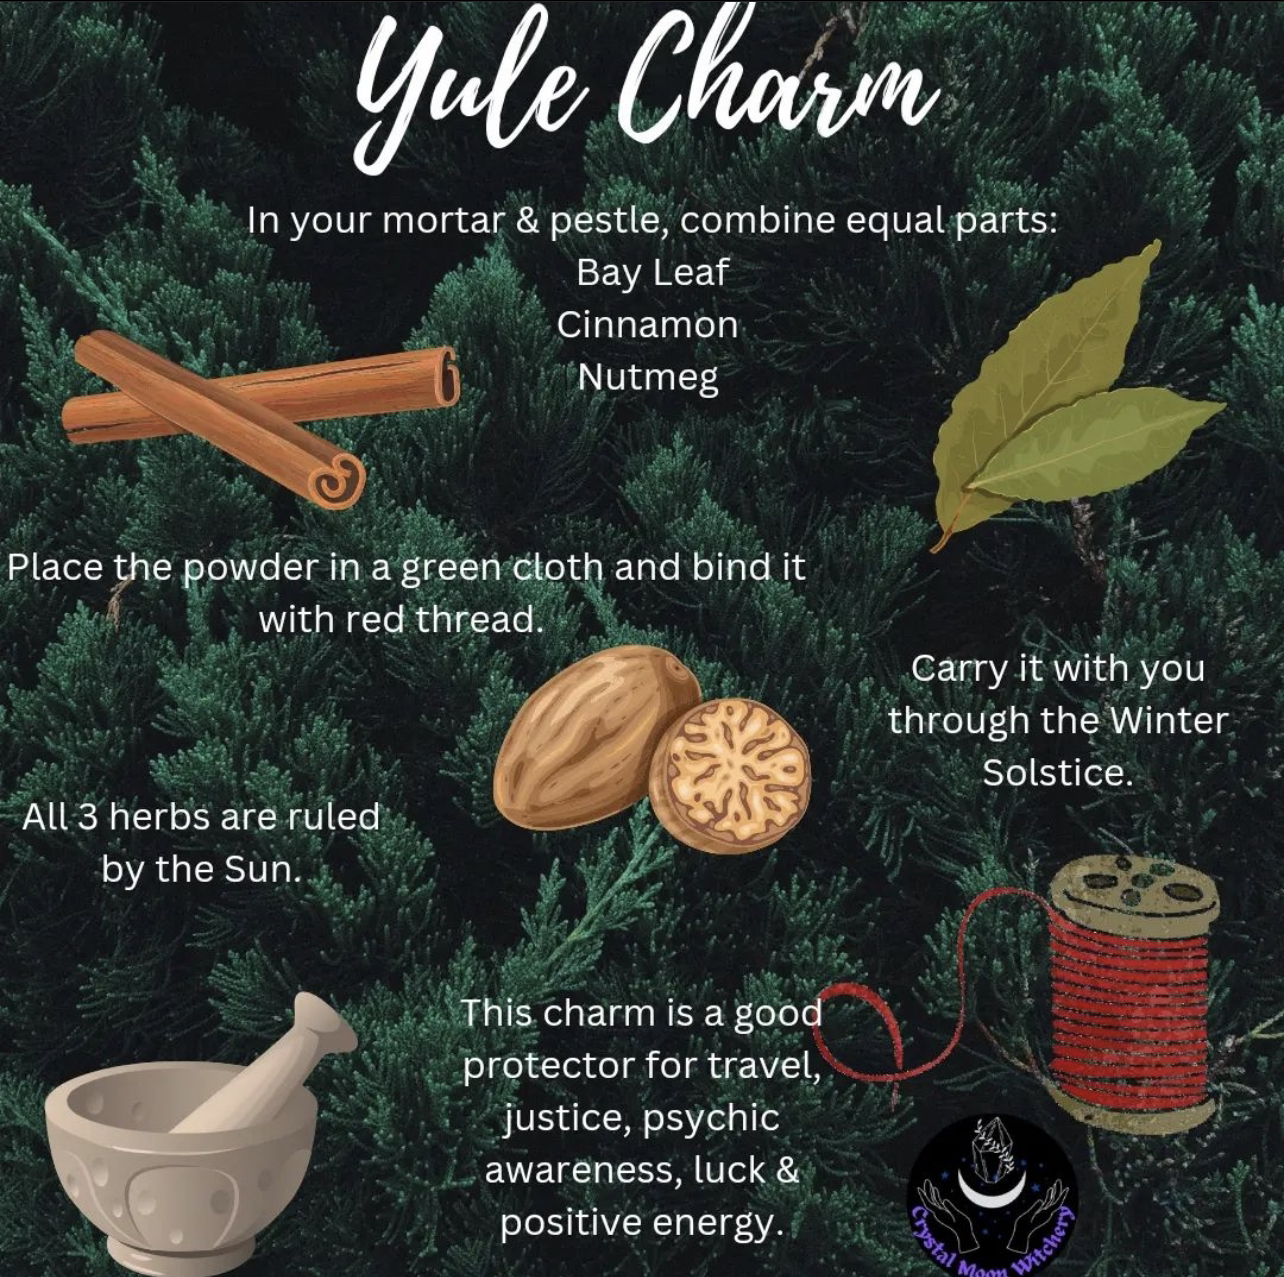 Yule Charm
In your mortar & pestle, combine equal parts:
Bay Leaf
Cinnamon
Nutmeg
Place the powder in a green cloth and bind it
with red thread.
Carry it with you
through the Winter
Solstice.
All 3 herbs are ruled
by the Sun.
This charm is a good
protector for travel,
justice, psychic
awareness, luck &
positive energy.
Crystal Moon Witchery